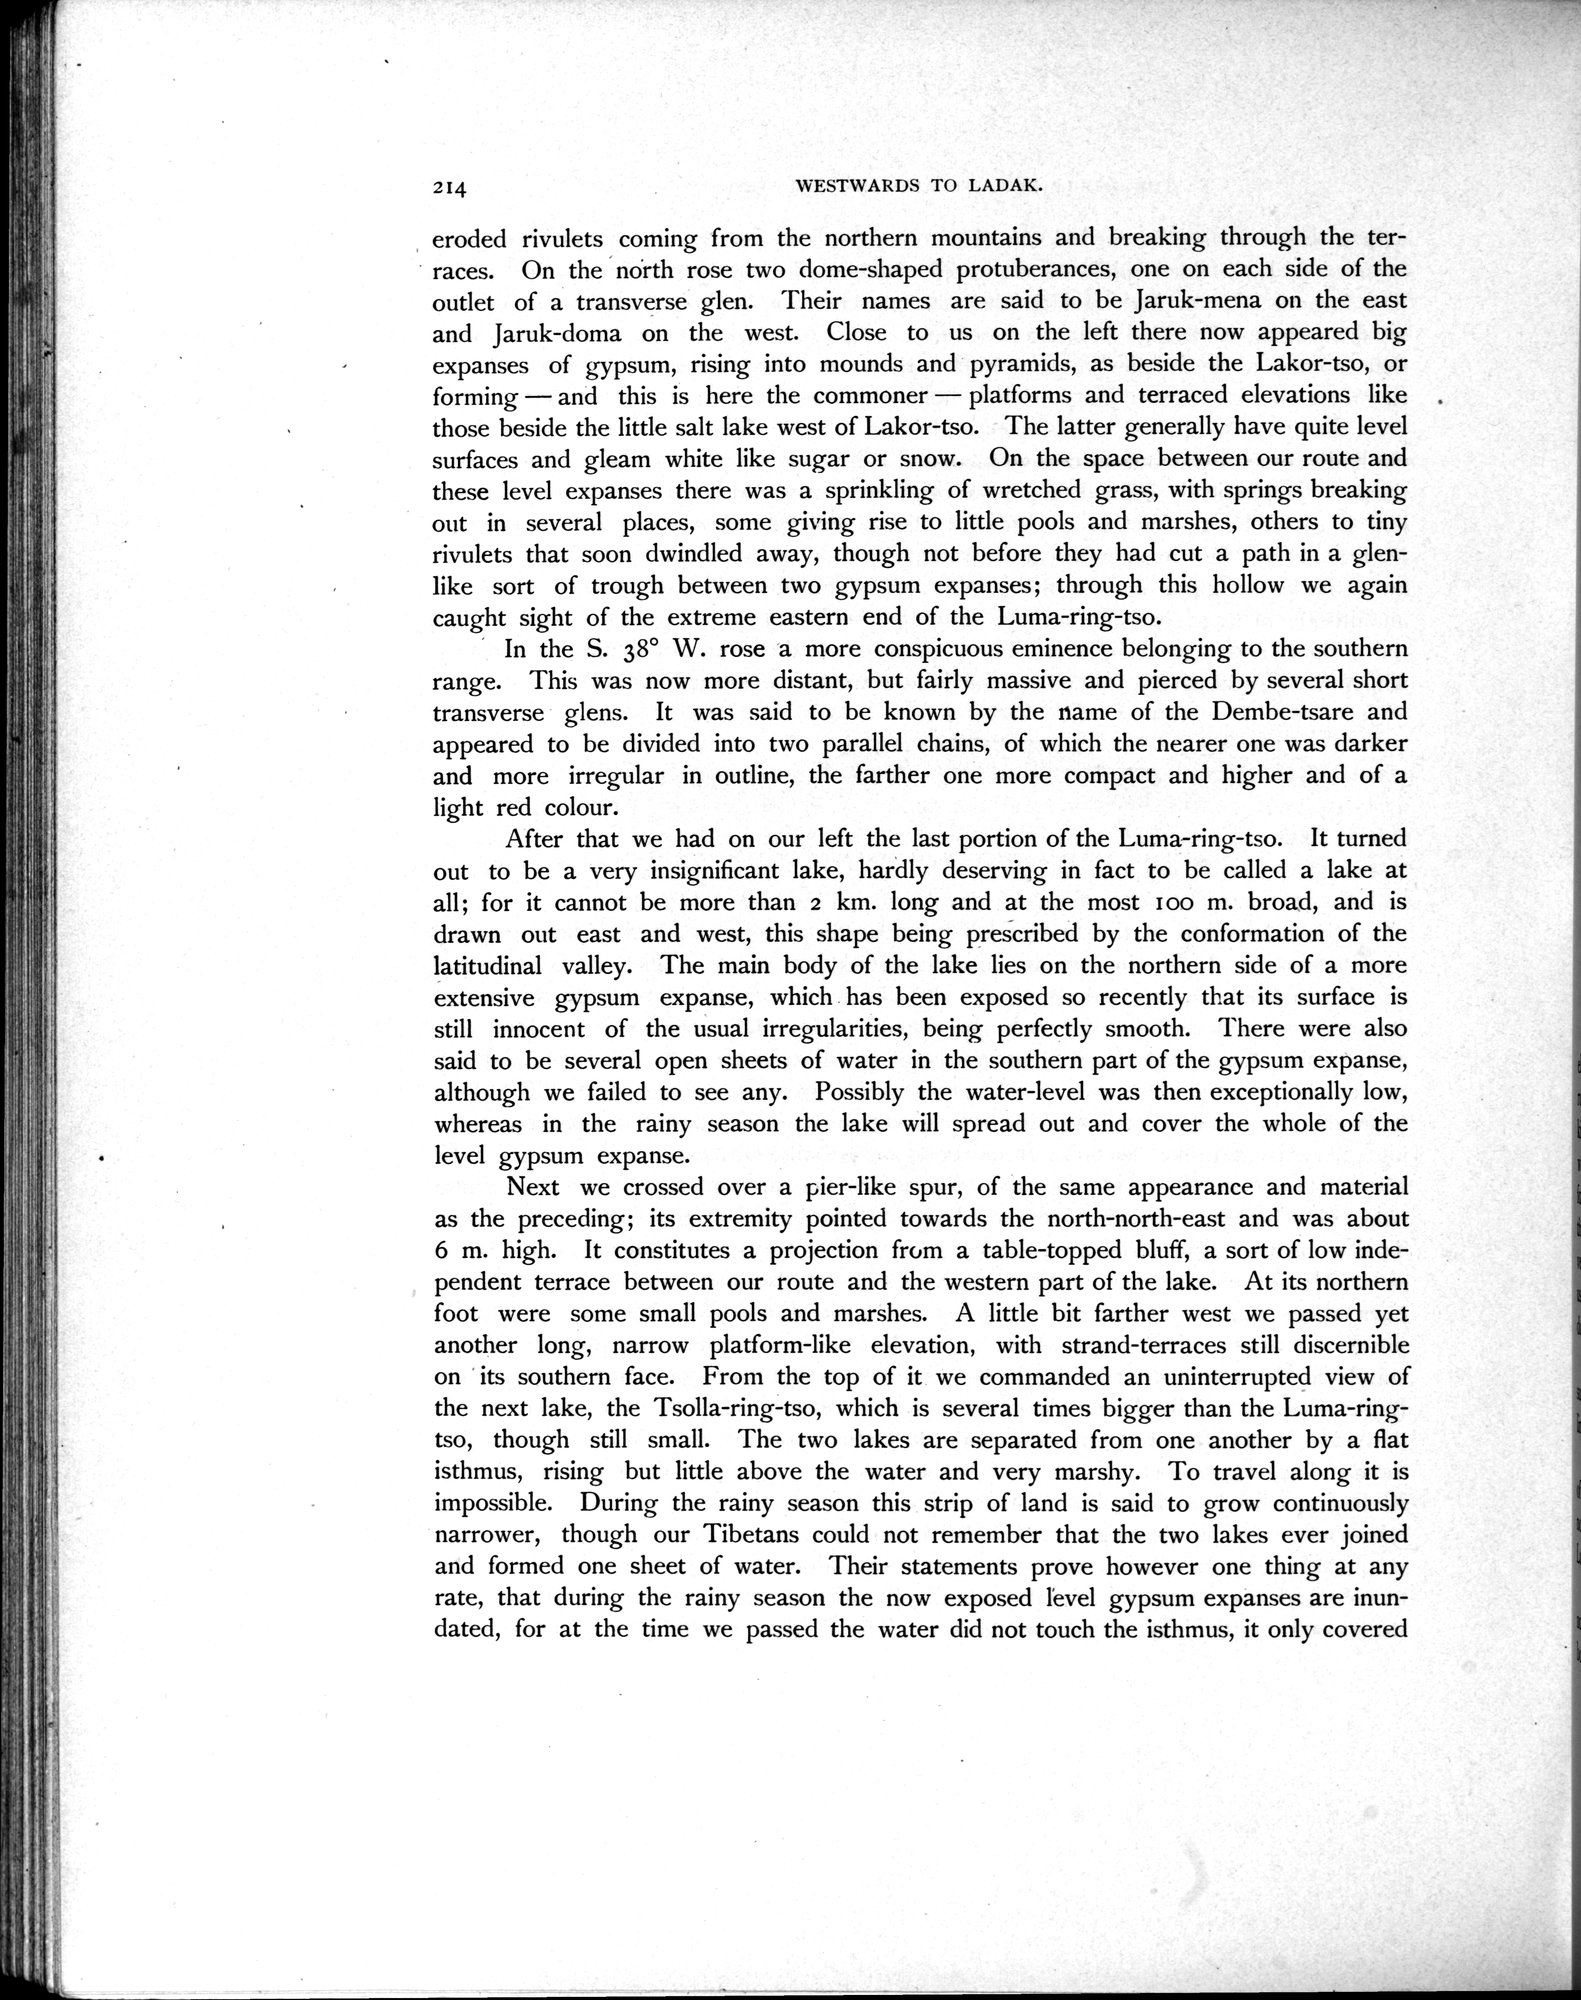 214 WESTWARDS TO LADAK.
eroded rivulets coming from the northern mountains and breaking through the ter-
races. On the north rose two dome-shaped protuberances, one on each side of the
outlet of a transverse glen. Their names are said to be Jaruk-mena on the east
and Jaruk-doma on the west. Close to us on the left there now appeared big
expanses of gypsum, rising into mounds and pyramids, as beside the Lakor-tso, or
forming — and this is here the commoner — platforms and terraced elevations like
those beside the little salt lake west of Lakor-tso. The latter generally have quite level
surfaces and gleam white like sugar or snow. On the space between our route and
these level expanses there was a sprinkling of wretched grass, with springs breaking
out in several places, some giving rise to little pools and marshes, others to tiny
rivulets that soon dwindled away, though not before they had cut a path in a glen-
like sort of trough between two gypsum expanses; through this hollow we again
caught sight of the extreme eastern end of the Luma-ring-tso.
In the S. 38° W. rose a more conspicuous eminence belonging to the southern
range. This was now more distant, but fairly massive and pierced by several short
transverse glens. It was said to be known by the name of the Dembe-tsare and
appeared to be divided into two parallel chains, of which the nearer one was darker
and more irregular in outline, the farther one more compact and higher and of a
light red colour.
After that we had on our left the last portion of the Luma-ring-tso. It turned
out to be a very insignificant lake, hardly deserving in fact to be called a lake at
all; for it cannot be more than 2 km. long and at the most 100 m. broad, and is
drawn out east and west, this shape being prescribed by the conformation of the
latitudinal valley. The main body of the lake lies on the northern side of a more
extensive gypsum expanse, which has been exposed so recently that its surface is
still innocent of the usual irregularities, being perfectly smooth. There were also
said to be several open sheets of water in the southern part of the gypsum expanse,
although we failed to see any. Possibly the water-level was then exceptionally low,
whereas in the rainy season the lake will spread out and cover the whole of the
level gypsum expanse.
Next we crossed over a pier-like spur, of the same appearance and material
as the preceding; its extremity pointed towards the north-north-east and was about
6 m. high. It constitutes a projection from a table-topped bluff, a sort of low inde-
pendent terrace between our route and the western part of the lake. At its northern
foot were some small pools and marshes. A little bit farther west we passed yet
another long, narrow platform-like elevation, with strand-terraces still discernible
on its southern face. From the top of it we commanded an uninterrupted view of
the next lake, the Tsolla-ring-tso, which is several times bigger than the Luma-ring-
tso, though still small. The two lakes are separated from one another by a flat
isthmus, rising but little above the water and very marshy. To travel along it is
impossible. During the rainy season this strip of land is said to grow continuously
narrower, though our Tibetans could not remember that the two lakes ever joined
and formed one sheet of water. Their statements prove however one thing at any
rate, that during the rainy season the now exposed level gypsum expanses are inun-
dated, for at the time we passed the water did not touch the isthmus, it only covered